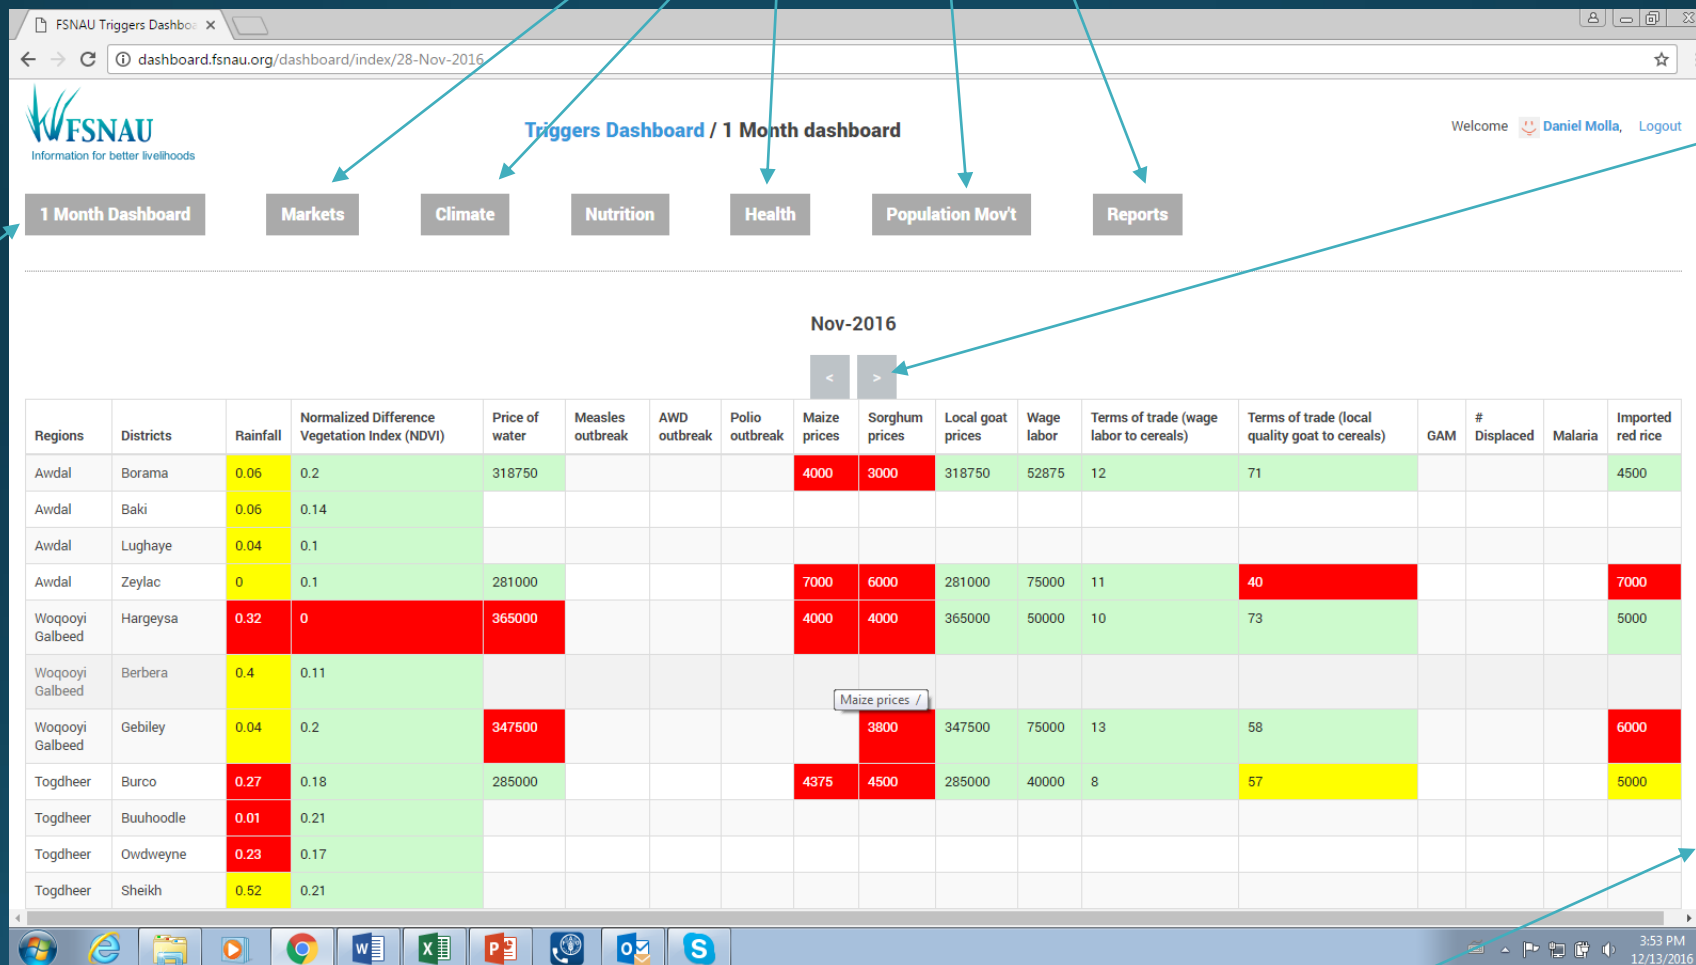 FSNAU Triggers Dashboa
dashboard.fsnau.org/dashboard/index/28-Nov-2016
FSNAU
Information for better livelihoods
Triggers Dashboard / 1 Month dashboard
Welcome Daniel Molla, Logout
1 Month Dashboard Markets Climate Nutrition Health Population Mov't Reports
Nov-2016
< >
Regions Districts Rainfall Normalized Difference Vegetation Index (NDVI) Price of water Measles outbreak AWD outbreak Polio outbreak Maize prices Sorghum prices Local goat prices Wage labor Terms of trade (wage labor to cereals) Terms of trade (local quality goat to cereals) GAM # Displaced Malaria Imported red rice
Awdal Borama 0.06 0.2 318750 4000 3000 318750 52875 12 71 4500
Awdal Baki 0.06 0.14
Awdal Lughaye 0.04 0.1
Awdal Zeylac 0 0.1 281000 7000 6000 281000 75000 11 40 7000
Woqooyi Galbeed Hargeysa 0.32 0 365000 4000 4000 365000 50000 10 73 5000
Woqooyi Galbeed Berbera 0.4 0.11
Maize prices /
Woqooyi Galbeed Gebiley 0.04 0.2 347500 3800 347500 75000 13 58 6000
Togdheer Burco 0.27 0.18 285000 4375 4500 285000 40000 8 57 5000
Togdheer Buuhoodle 0.01 0.21
Togdheer Owdweyne 0.23 0.17
Togdheer Sheikh 0.52 0.21
3:53 PM
12/13/2016